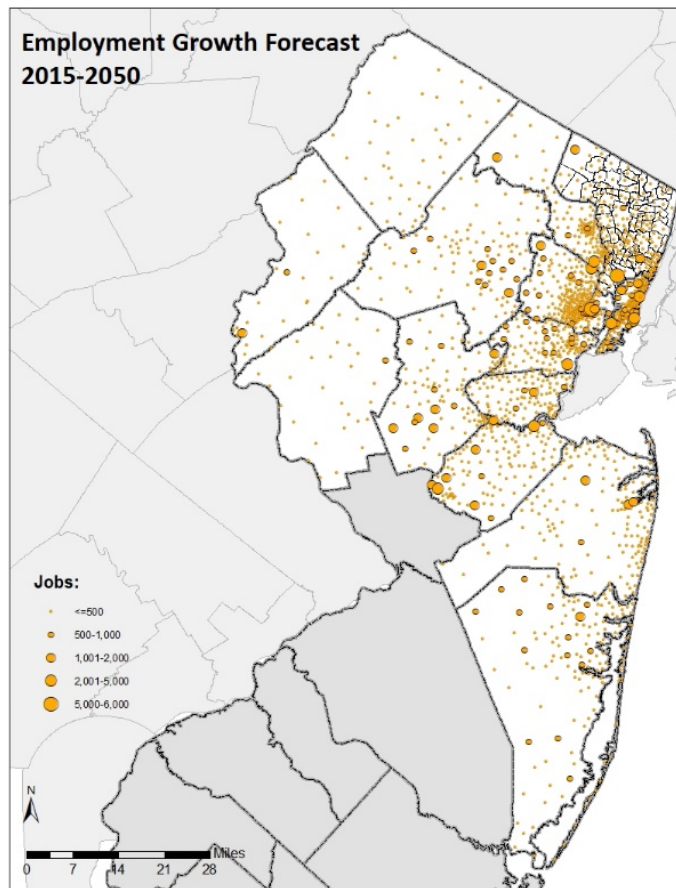 Employment Growth Forecast
2015-2050
Jobs:
<=500
500-1,000
1,001-2,000
2,001-5,000
5,000-6,000
N
Miles
0 7 14 21 28